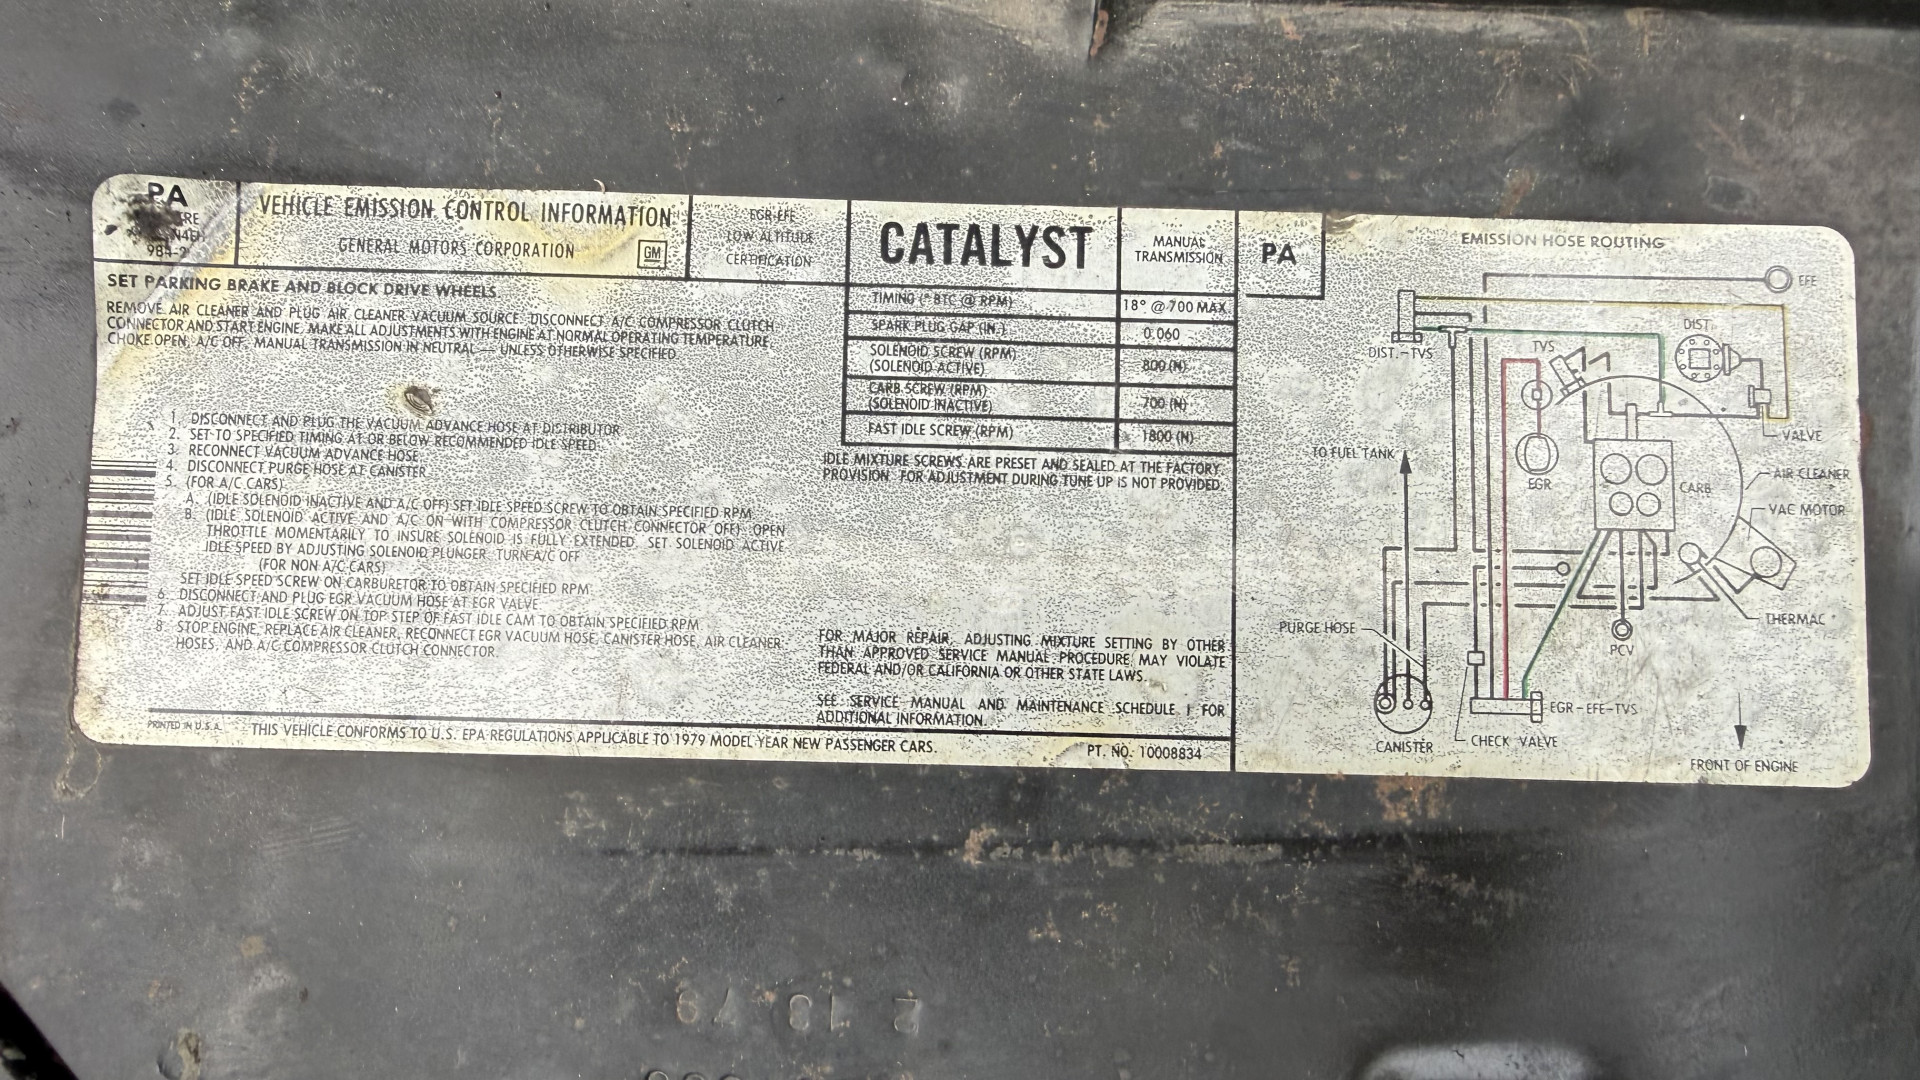 PA
984-2
VEHICLE EMISSION CONTROL INFORMATION
GENERAL MOTORS CORPORATION
GM
EGR-EFE
LOW ALTITUDE
CERTIFICATION
CATALYST
MANUAL
TRANSMISSION
SET PARKING BRAKE AND BLOCK DRIVE WHEELS
REMOVE AIR CLEANER AND PLUG AIR CLEANER VACUUM SOURCE. DISCONNECT A/C COMPRESSOR CLUTCH
CONNECTOR AND START ENGINE. MAKE ALL ADJUSTMENTS WITH ENGINE AT NORMAL OPERATING TEMPERATURE,
CHOKE OPEN, A/C OFF. MANUAL TRANSMISSION IN NEUTRAL — UNLESS OTHERWISE SPECIFIED
1. DISCONNECT AND PLUG THE VACUUM ADVANCE HOSE AT DISTRIBUTOR
2. SET TO SPECIFIED TIMING AT OR BELOW RECOMMENDED IDLE SPEED
3. RECONNECT VACUUM ADVANCE HOSE
4. DISCONNECT PURGE HOSE AT CANISTER
5. (FOR A/C CARS)
A. (IDLE SOLENOID INACTIVE AND A/C OFF) SET IDLE SPEED SCREW TO OBTAIN SPECIFIED RPM
B. (IDLE SOLENOID ACTIVE AND A/C ON WITH COMPRESSOR CLUTCH CONNECTOR OFF) OPEN
THROTTLE MOMENTARILY TO INSURE SOLENOID IS FULLY EXTENDED. SET SOLENOID ACTIVE
IDLE SPEED BY ADJUSTING SOLENOID PLUNGER. TURN A/C OFF
(FOR NON A/C CARS)
SET IDLE SPEED SCREW ON CARBURETOR TO OBTAIN SPECIFIED RPM
6. DISCONNECT AND PLUG EGR VACUUM HOSE AT EGR VALVE
7. ADJUST FAST IDLE SCREW ON TOP STEP OF FAST IDLE CAM TO OBTAIN SPECIFIED RPM
8. STOP ENGINE, REPLACE AIR CLEANER, RECONNECT EGR VACUUM HOSE, CANISTER HOSE, AIR CLEANER
HOSES, AND A/C COMPRESSOR CLUTCH CONNECTOR
TIMING (° BTC @ RPM) 18° @ 700 MAX
SPARK PLUG GAP (IN.) 0.060
SOLENOID SCREW (RPM)
(SOLENOID ACTIVE) 800 (N)
CARB SCREW (RPM)
(SOLENOID INACTIVE) 700 (N)
FAST IDLE SCREW (RPM) 1800 (N)
IDLE MIXTURE SCREWS ARE PRESET AND SEALED AT THE FACTORY.
PROVISION FOR ADJUSTMENT DURING TUNE UP IS NOT PROVIDED.
FOR MAJOR REPAIR, ADJUSTING MIXTURE SETTING BY OTHER
THAN APPROVED SERVICE MANUAL PROCEDURE MAY VIOLATE
FEDERAL AND/OR CALIFORNIA OR OTHER STATE LAWS.
SEE SERVICE MANUAL AND MAINTENANCE SCHEDULE I FOR
ADDITIONAL INFORMATION.
PRINTED IN U.S.A.
THIS VEHICLE CONFORMS TO U.S. EPA REGULATIONS APPLICABLE TO 1979 MODEL YEAR NEW PASSENGER CARS.
PT. NO. 10008834
PA
EMISSION HOSE ROUTING
EFE
DIST.-TVS
TVS
DIST.
VALVE
TO FUEL TANK
EGR
CARB
AIR CLEANER
VAC MOTOR
THERMAC
PURGE HOSE
PCV
EGR-EFE-TVS
CANISTER
CHECK VALVE
FRONT OF ENGINE
2 13 79